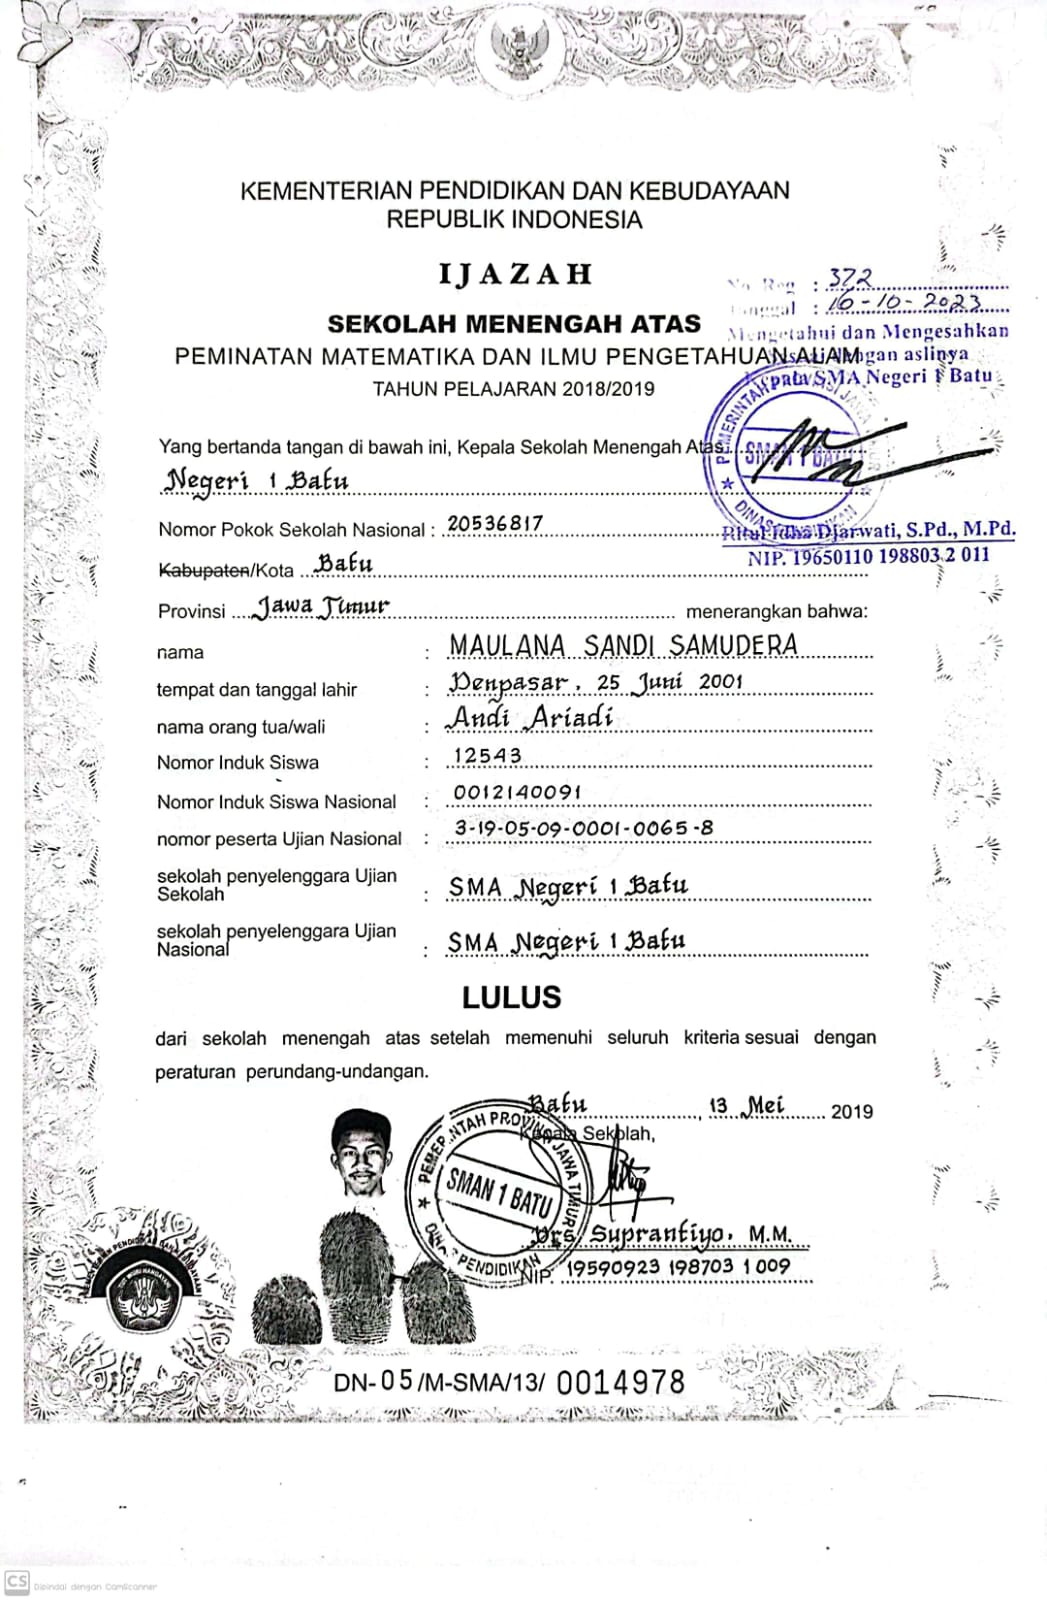 KEMENTERIAN PENDIDIKAN DAN KEBUDAYAAN
REPUBLIK INDONESIA
IJAZAH
No Reg : 372
Tanggal : 16-10-2023
SEKOLAH MENENGAH ATAS
Mengetahui dan Mengesahkan
PEMINATAN MATEMATIKA DAN ILMU PENGETAHUAN ALAM
Sesuai dengan aslinya
Kepala SMA Negeri 1 Batu
TAHUN PELAJARAN 2018/2019
Yang bertanda tangan di bawah ini, Kepala Sekolah Menengah Atas
PEMERINTAH PROVINSI JAWA
SMAN 1 BATU
DINAS PENDIDIKAN
Negeri 1 Batu
Nomor Pokok Sekolah Nasional : 20536817
Idha Djarwati, S.Pd., M.Pd.
NIP. 19650110 198803 2 011
Kabupaten/Kota Batu
Provinsi Jawa Timur menerangkan bahwa:
nama : MAULANA SANDI SAMUDERA
tempat dan tanggal lahir : Denpasar, 25 Juni 2001
nama orang tua/wali : Andi Ariadi
Nomor Induk Siswa : 12543
Nomor Induk Siswa Nasional : 0012140091
nomor peserta Ujian Nasional : 3-19-05-09-0001-0065-8
sekolah penyelenggara Ujian
Sekolah : SMA Negeri 1 Batu
sekolah penyelenggara Ujian
Nasional : SMA Negeri 1 Batu
LULUS
dari sekolah menengah atas setelah memenuhi seluruh kriteria sesuai dengan
peraturan perundang-undangan.
Batu, 13 Mei 2019
Kepala Sekolah,
PEMERINTAH PROVINSI JAWA TIMUR
SMAN 1 BATU
DINAS PENDIDIKAN
Drs Suprantiyo, M.M.
NIP. 19590923 198703 1 009
DN-05/M-SMA/13/ 0014978
CS Dipindai dengan CamScanner